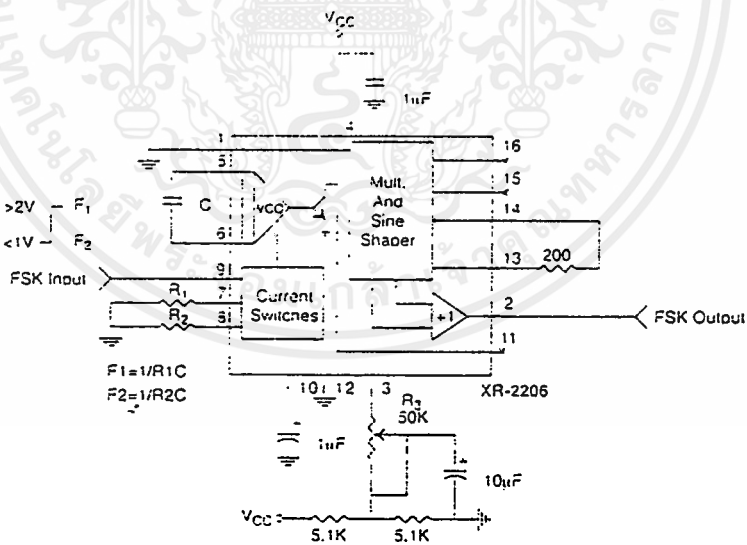 VCC
1uF
4
1
16
5
15
Mult.
And
Sine
Shaper
14
C
VCC
>2V
F1
<1V
F2
6
13
200
9
FSK Input
R1
7
Current
Switches
2
+1
FSK Output
R2
8
11
F1=1/R1C
F2=1/R2C
10
12
3
XR-2206
R3
50K
1uF
10µF
VCC
5.1K
5.1K